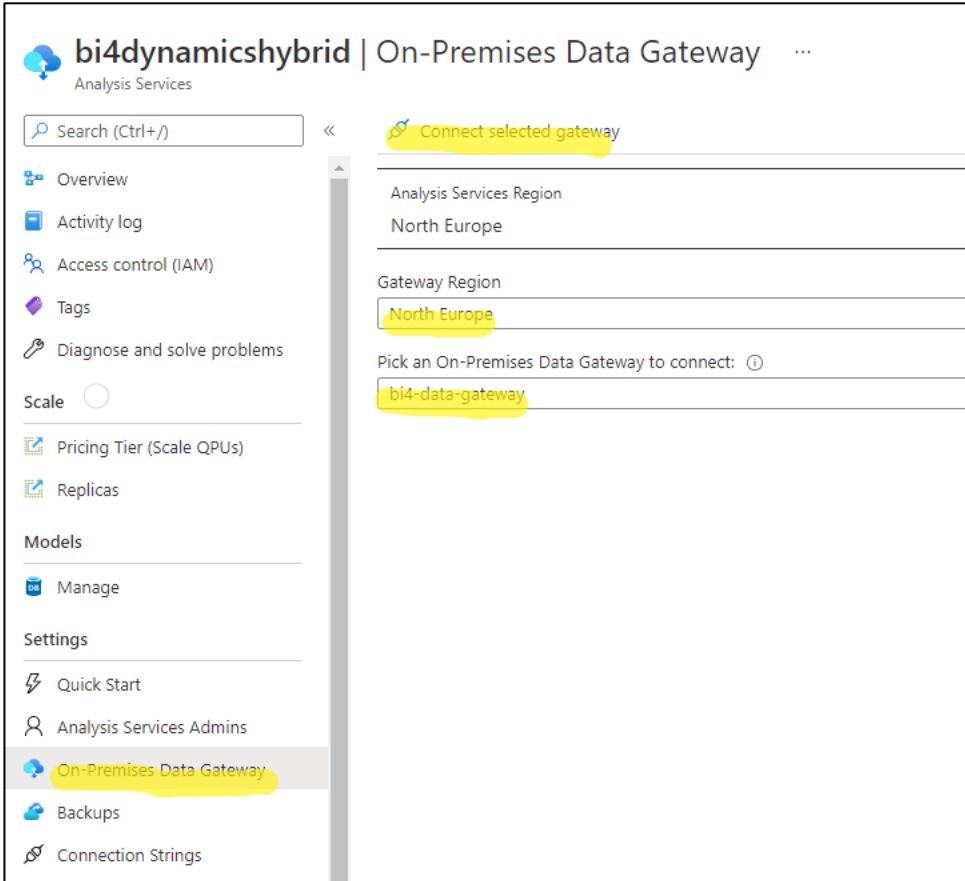 bi4dynamicshybrid | On-Premises Data Gateway ...
Analysis Services
Search (Ctrl+/)
«
Overview
Activity log
Access control (IAM)
Tags
Diagnose and solve problems
Scale
Pricing Tier (Scale QPUs)
Replicas
Models
Manage
Settings
Quick Start
Analysis Services Admins
On-Premises Data Gateway
Backups
Connection Strings
Connect selected gateway
Analysis Services Region
North Europe
Gateway Region
North Europe
Pick an On-Premises Data Gateway to connect:
bi4-data-gateway